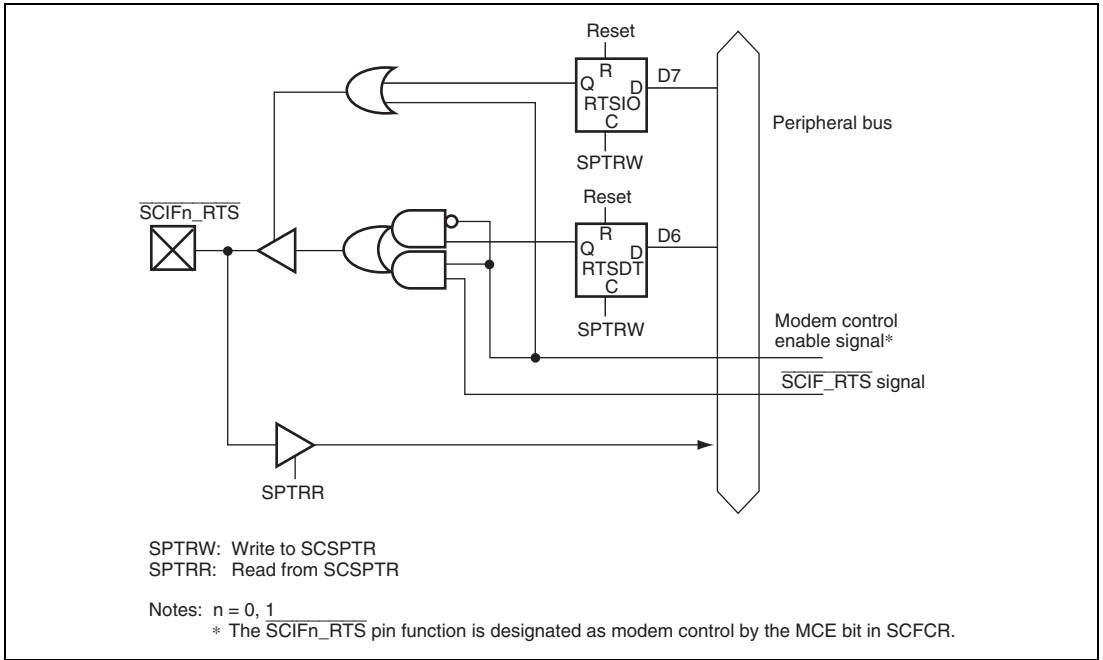 Reset
R
Q
D
D7
RTSIO
C
Peripheral bus
SPTRW
Reset
SCIFn_RTS
R
D6
Q
D
RTSDT
C
SPTRW
Modem control
enable signal*
SCIF_RTS signal
SPTRR
SPTRW: Write to SCSPTR
SPTRR: Read from SCSPTR
Notes: n = 0, 1
* The SCIFn_RTS pin function is designated as modem control by the MCE bit in SCFCR.